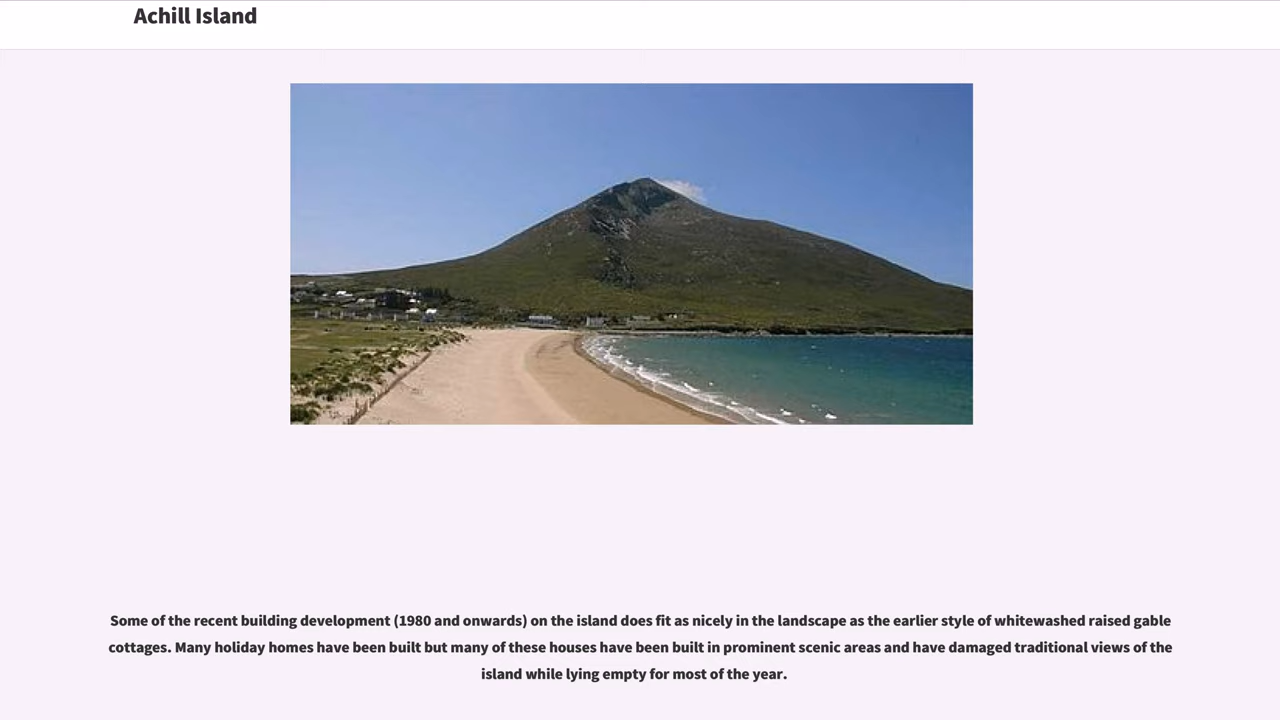 Achill Island
Some of the recent building development (1980 and onwards) on the island does fit as nicely in the landscape as the earlier style of whitewashed raised gable
cottages. Many holiday homes have been built but many of these houses have been built in prominent scenic areas and have damaged traditional views of the
island while lying empty for most of the year.